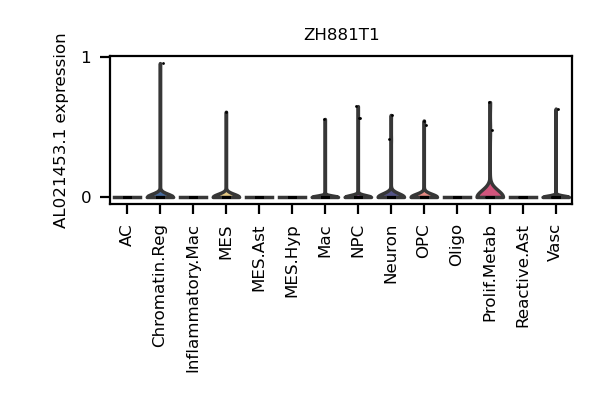 ZH881T1
AL021453.1 expression
1
0
AC
Chromatin.Reg
Inflammatory.Mac
MES
MES.Ast
MES.Hyp
Mac
NPC
Neuron
OPC
Oligo
Prolif.Metab
Reactive.Ast
Vasc